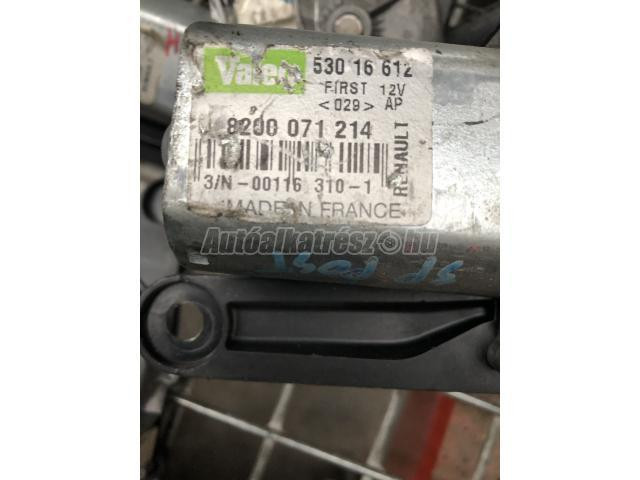 Valeo 530 16 612
FIRST 12V
<029> AP
8200 071 214
RENAULT
3/N-00116 310-1
MADE IN FRANCE
Autóalkatrész.hu